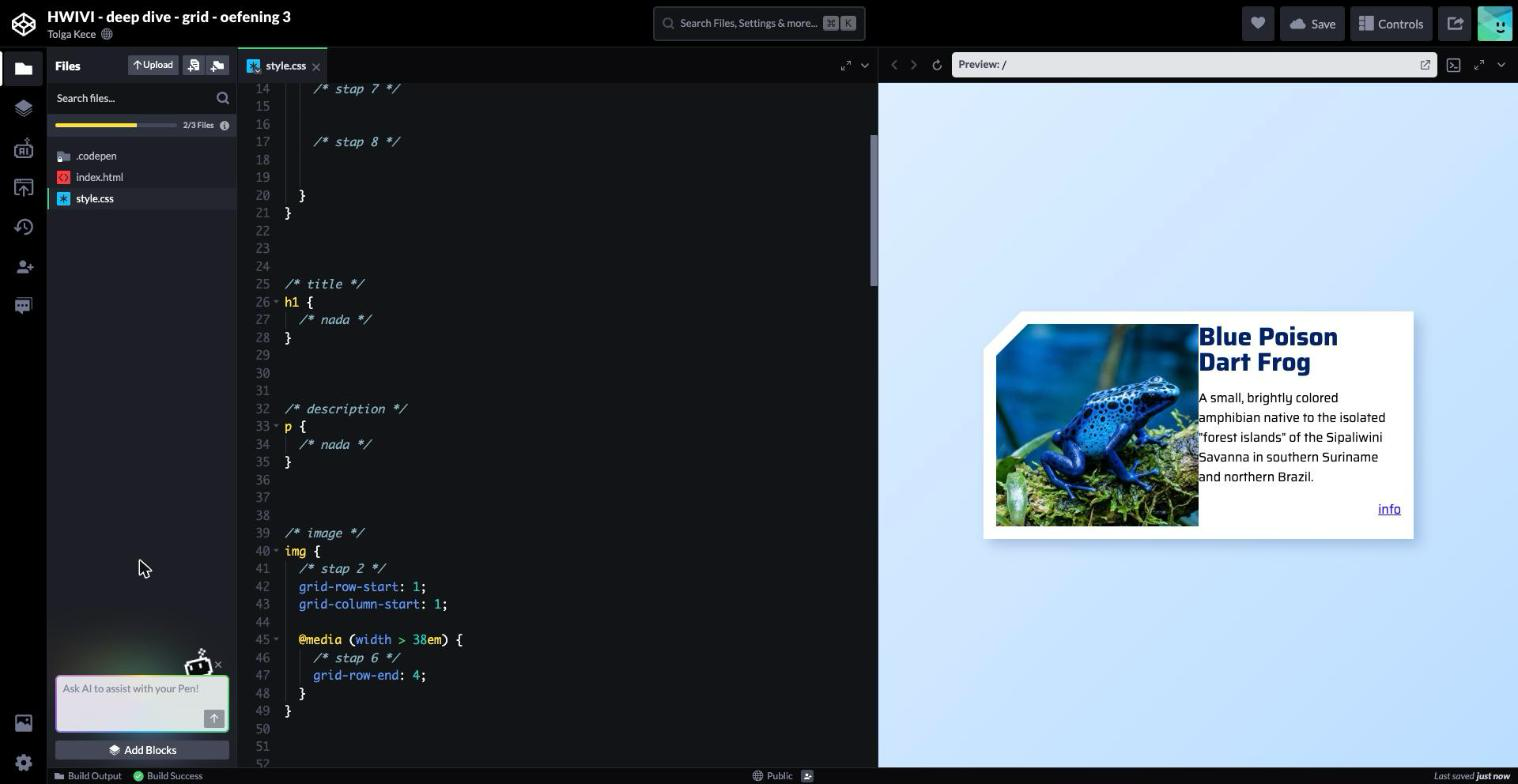 HWIVI - deep dive - grid - oefening 3
Tolga Kece
Search Files, Settings & more... ⌘ K
Save
Controls
Files
Upload
style.css
Preview: /
Search files...
2/3 Files
.codepen
index.html
style.css
AI
14 /* stap 7 */
15
16
17 /* stap 8 */
18
19
20 }
21 }
22
23
24
25 /* title */
26 h1 {
27 /* nada */
28 }
29
30
31
32 /* description */
33 p {
34 /* nada */
35 }
36
37
38
39 /* image */
40 img {
41 /* stap 2 */
42 grid-row-start: 1;
43 grid-column-start: 1;
44
45 @media (width > 38em) {
46 /* stap 6 */
47 grid-row-end: 4;
48 }
49 }
50
51
52
Blue Poison
Dart Frog
A small, brightly colored
amphibian native to the isolated
"forest islands" of the Sipaliwini
Savanna in southern Suriname
and northern Brazil.
info
Ask AI to assist with your Pen!
Add Blocks
Build Output
Build Success
Public
Last saved just now